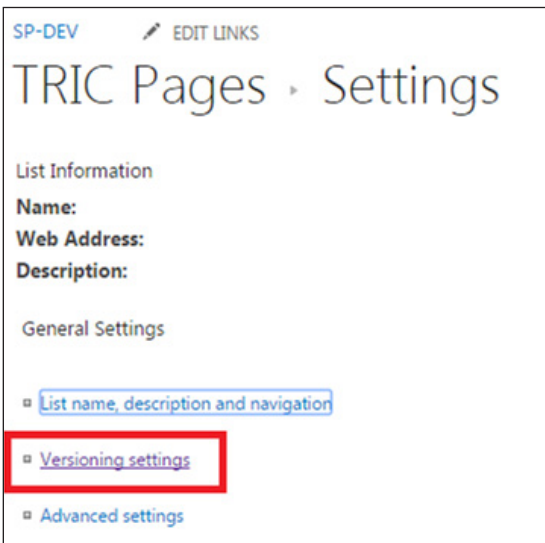 SP-DEV EDIT LINKS
TRIC Pages ▸ Settings
List Information
Name:
Web Address:
Description:
General Settings
List name, description and navigation
Versioning settings
Advanced settings